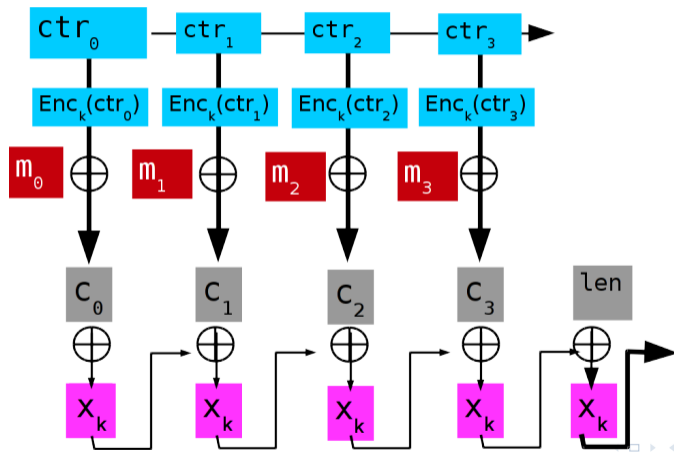 ctr₀ ctr₁ ctr₂ ctr₃
Encₖ(ctr₀) Encₖ(ctr₁) Encₖ(ctr₂) Encₖ(ctr₃)
m₀ m₁ m₂ m₃
c₀ c₁ c₂ c₃ len
xₖ xₖ xₖ xₖ xₖ